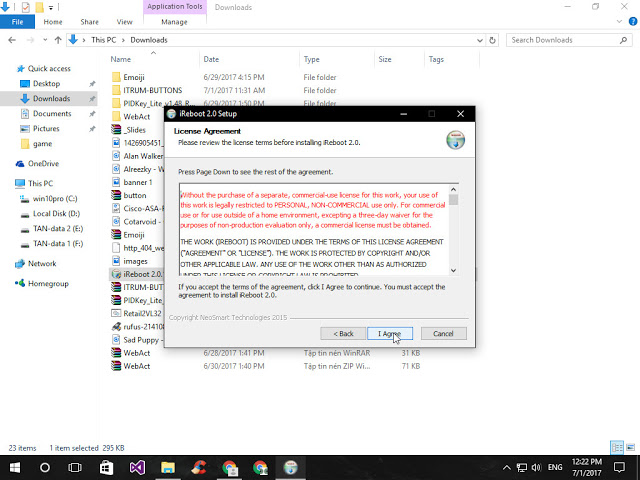 Application Tools
Downloads
File
Home
Share
View
Manage
This PC
Downloads
Search Downloads
Name
Date
Type
Size
Tags
Quick access
Desktop
Downloads
Documents
Pictures
game
OneDrive
This PC
win10pro (C:)
Local Disk (D:)
TAN-data 2 (E:)
TAN-data1 (F:)
Network
Homegroup
Emoji 6/29/2017 4:15 PM File folder
ITRUM-BUTTONS 7/1/2017 11:31 AM File folder
PIDKey_Lite_v1.48_R... 6/29/2017 1:50 PM File folder
WebAct
_Slides
1426905451_
Alan Walker
Alreezky - W
banner 1
button
Cisco-ASA-F
Cotarvoid -
Emoji
http_404_we
images
iReboot 2.0.
ITRUM-BUTT
PIDKey_Lite_
Retail2VL32
rufus-214108
Sad Puppy -
WebAct 6/28/2017 1:41 PM Tập tin nén WinRAR 31 KB
WebAct 6/30/2017 1:40 PM Tập tin nén ZIP Wi... 71 KB
iReboot 2.0 Setup
License Agreement
Please review the license terms before installing iReboot 2.0.
Press Page Down to see the rest of the agreement.
Without the purchase of a separate, commercial-use license for this work, your use of
this work is legally restricted to PERSONAL, NON-COMMERCIAL use only. For commercial
use or for use outside of a home environment, excepting a three-day waiver for the
purposes of non-production evaluation only, a commercial license must be obtained.
THE WORK (IREBOOT) IS PROVIDED UNDER THE TERMS OF THIS LICENSE AGREEMENT
("AGREEMENT" OR "LICENSE"). THE WORK IS PROTECTED BY COPYRIGHT AND/OR
OTHER APPLICABLE LAW. ANY USE OF THE WORK OTHER THAN AS AUTHORIZED
UNDER THIS LICENSE OR COPYRIGHT LAW IS PROHIBITED.
If you accept the terms of the agreement, click I Agree to continue. You must accept the
agreement to install iReboot 2.0.
Copyright NeoSmart Technologies 2015
< Back
I Agree
Cancel
23 items 1 item selected 295 KB
ENG
12:22 PM
7/1/2017